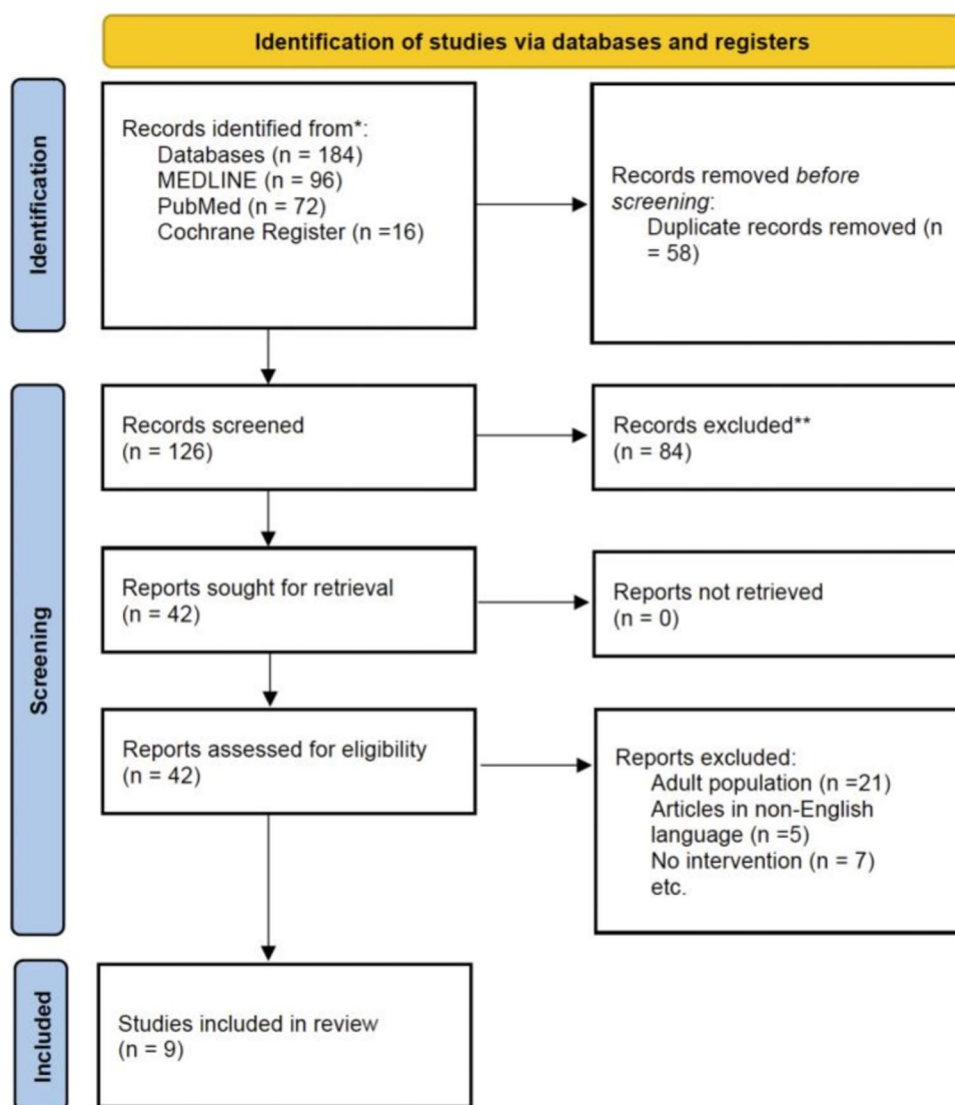 Identification of studies via databases and registers
Identification
Records identified from*:
Databases (n = 184)
MEDLINE (n = 96)
PubMed (n = 72)
Cochrane Register (n =16)
Records removed before
screening:
Duplicate records removed (n
= 58)
Screening
Records screened
(n = 126)
Records excluded**
(n = 84)
Reports sought for retrieval
(n = 42)
Reports not retrieved
(n = 0)
Reports assessed for eligibility
(n = 42)
Reports excluded:
Adult population (n =21)
Articles in non-English
language (n =5)
No intervention (n = 7)
etc.
Included
Studies included in review
(n = 9)